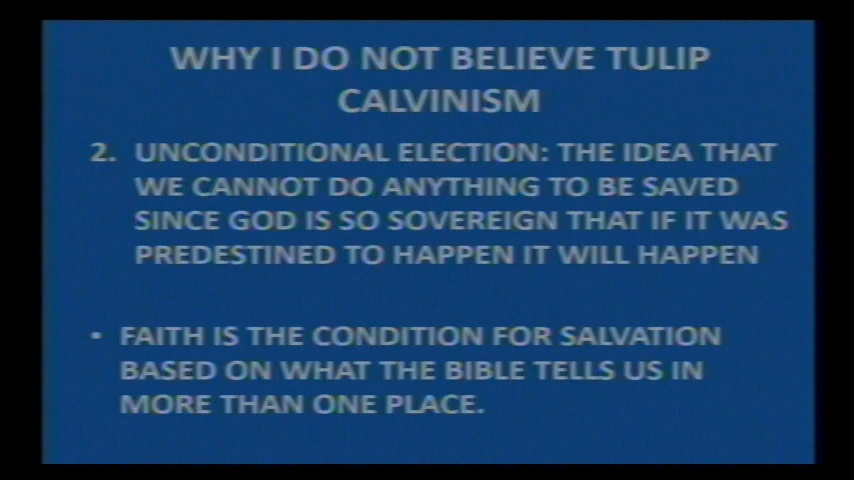 WHY I DO NOT BELIEVE TULIP
CALVINISM
2. UNCONDITIONAL ELECTION: THE IDEA THAT
WE CANNOT DO ANYTHING TO BE SAVED
SINCE GOD IS SO SOVEREIGN THAT IF IT WAS
PREDESTINED TO HAPPEN IT WILL HAPPEN
• FAITH IS THE CONDITION FOR SALVATION
BASED ON WHAT THE BIBLE TELLS US IN
MORE THAN ONE PLACE.